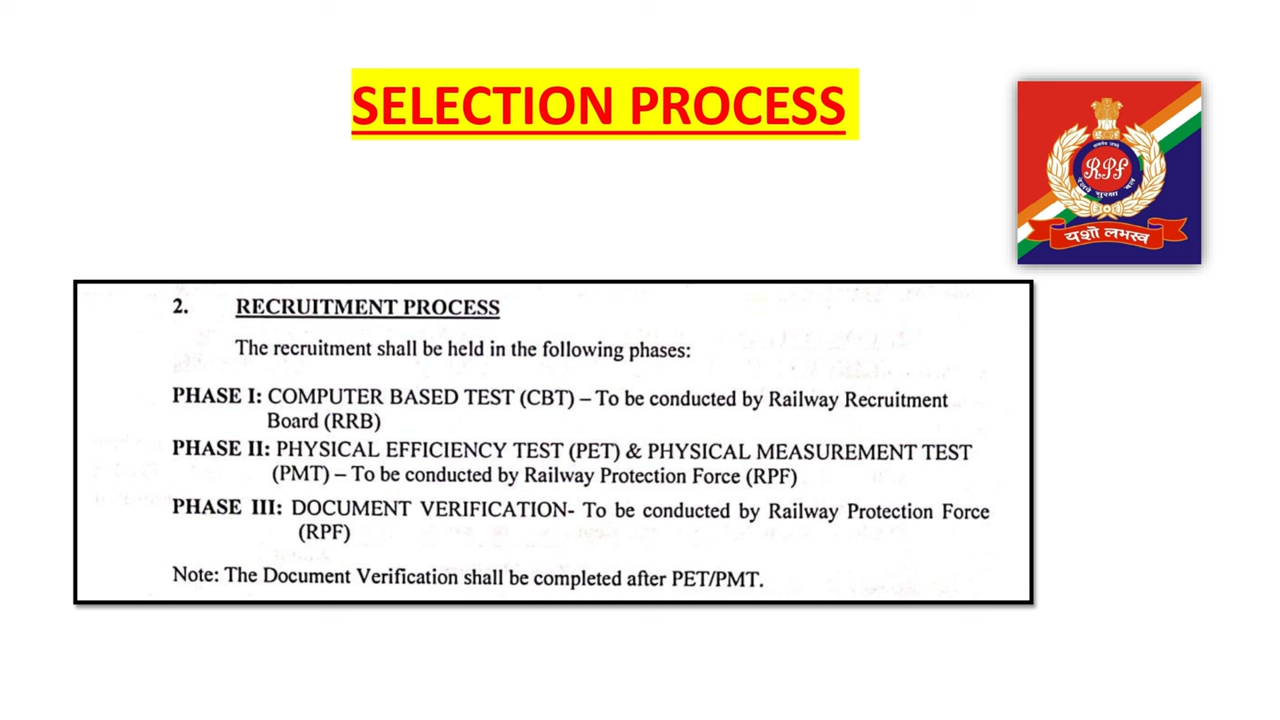 SELECTION PROCESS
RPF
रेलवे सुरक्षा बल
यशो लभस्व
2. RECRUITMENT PROCESS
The recruitment shall be held in the following phases:
PHASE I: COMPUTER BASED TEST (CBT) – To be conducted by Railway Recruitment
Board (RRB)
PHASE II: PHYSICAL EFFICIENCY TEST (PET) & PHYSICAL MEASUREMENT TEST
(PMT) – To be conducted by Railway Protection Force (RPF)
PHASE III: DOCUMENT VERIFICATION- To be conducted by Railway Protection Force
(RPF)
Note: The Document Verification shall be completed after PET/PMT.